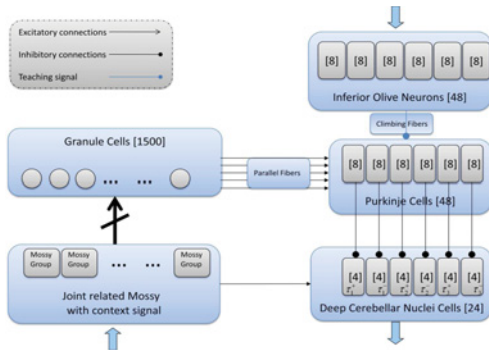 Excitatory connections
Inhibitory connections
Teaching signal
[8] [8] [8] [8] [8] [8]
Inferior Olive Neurons [48]
Climbing Fibers
Granule Cells [1500]
... ...
Parallel Fibers
[8] [8] [8] [8] [8] [8]
Purkinje Cells [48]
Mossy Group
Mossy Group
... ...
Mossy Group
Joint related Mossy
with context signal
[4] [4] [4] [4] [4] [4]
Deep Cerebellar Nuclei Cells [24]